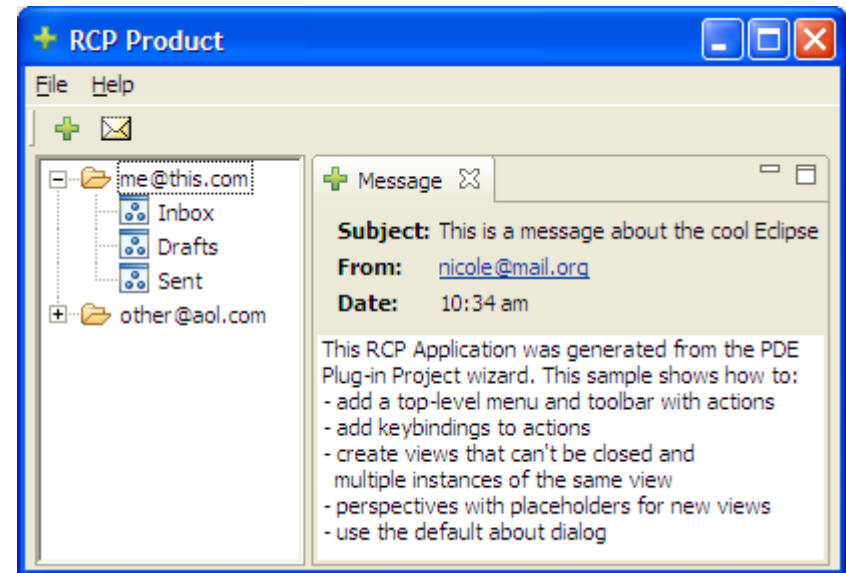 RCP Product
File Help
me@this.com
Inbox
Drafts
Sent
other@aol.com
Message
Subject: This is a message about the cool Eclipse
From: nicole@mail.org
Date: 10:34 am
This RCP Application was generated from the PDE
Plug-in Project wizard. This sample shows how to:
- add a top-level menu and toolbar with actions
- add keybindings to actions
- create views that can't be closed and
multiple instances of the same view
- perspectives with placeholders for new views
- use the default about dialog